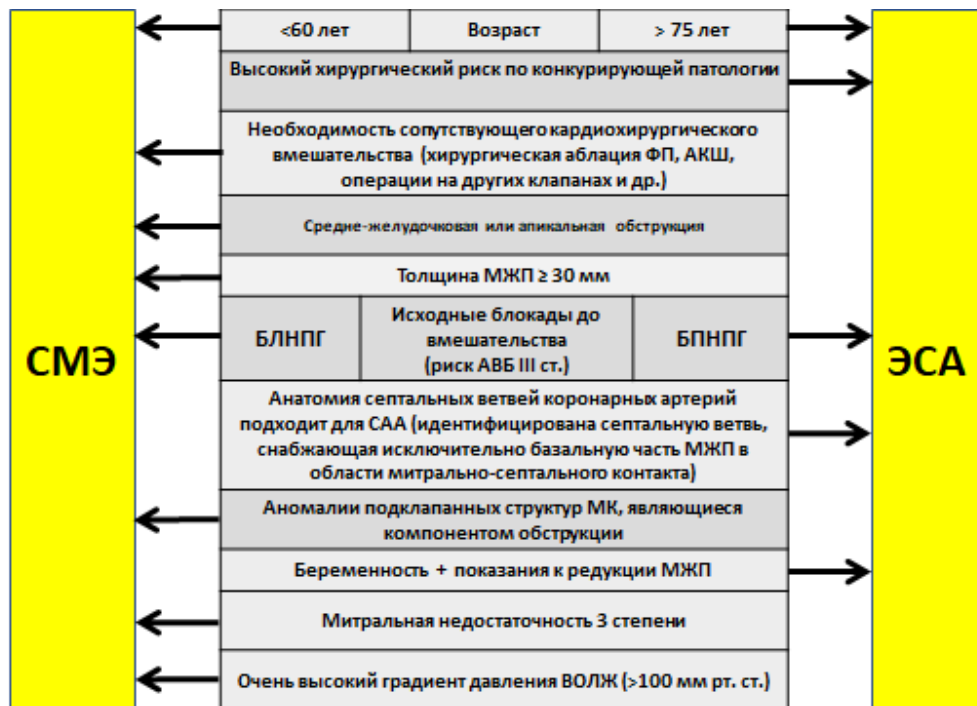 <60 лет Возраст > 75 лет
Высокий хирургический риск по конкурирующей патологии
Необходимость сопутствующего кардиохирургического
вмешательства (хирургическая аблация ФП, АКШ,
операции на других клапанах и др.)
Средне-желудочковая или апикальная обструкция
Толщина МЖП ≥ 30 мм
СМЭ
БЛНПГ
Исходные блокады до
вмешательства
(риск АВБ III ст.)
БПНПГ
ЭСА
Анатомия септальных ветвей коронарных артерий
подходит для САА (идентифицирована септальную ветвь,
снабжающая исключительно базальную часть МЖП в
области митрально-септального контакта)
Аномалии подклапанных структур МК, являющиеся
компонентом обструкции
Беременность + показания к редукции МЖП
Митральная недостаточность 3 степени
Очень высокий градиент давления ВОЛЖ (>100 мм рт. ст.)